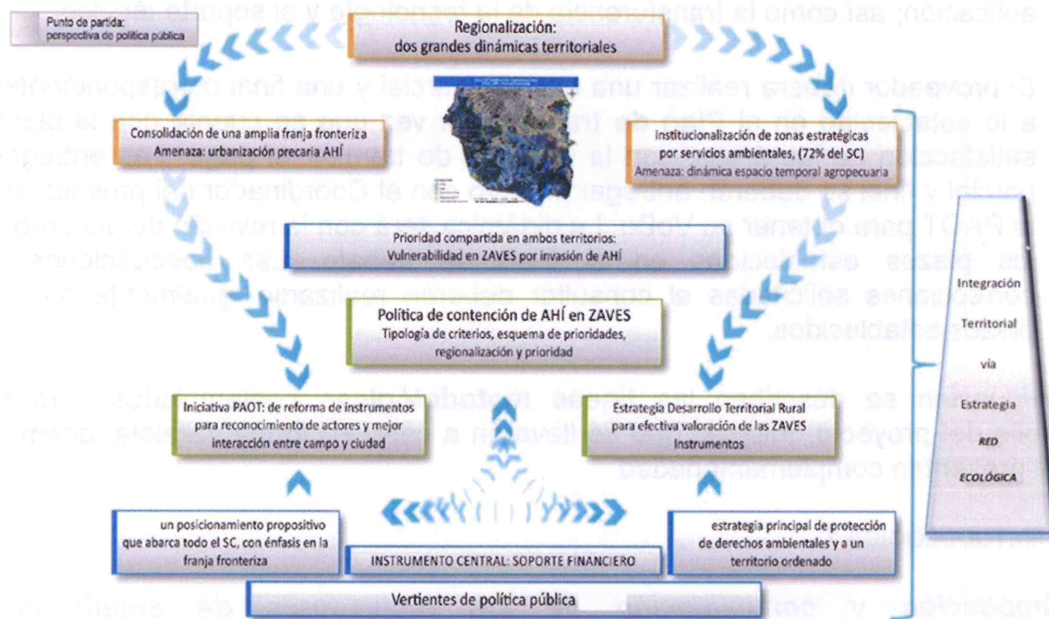 Punto de partida:
perspectiva de política pública
Regionalización:
dos grandes dinámicas territoriales
Consolidación de una amplia franja fronteriza
Amenaza: urbanización precaria AHÍ
Institucionalización de zonas estratégicas
por servicios ambientales, (72% del SC)
Amenaza: dinámica espacio temporal agropecuaria
Prioridad compartida en ambos territorios:
Vulnerabilidad en ZAVES por invasión de AHÍ
Política de contención de AHÍ en ZAVES
Tipología de criterios, esquema de prioridades,
regionalización y prioridad
Iniciativa PAOT: de reforma de instrumentos
para reconocimiento de actores y mejor
interacción entre campo y ciudad
Estrategia Desarrollo Territorial Rural
para efectiva valoración de las ZAVES
Instrumentos
un posicionamiento propositivo
que abarca todo el SC, con énfasis en la
franja fronteriza
INSTRUMENTO CENTRAL: SOPORTE FINANCIERO
estrategia principal de protección
de derechos ambientales y a un
territorio ordenado
Vertientes de política pública
Integración
Territorial
vía
Estrategia
RED
ECOLÓGICA